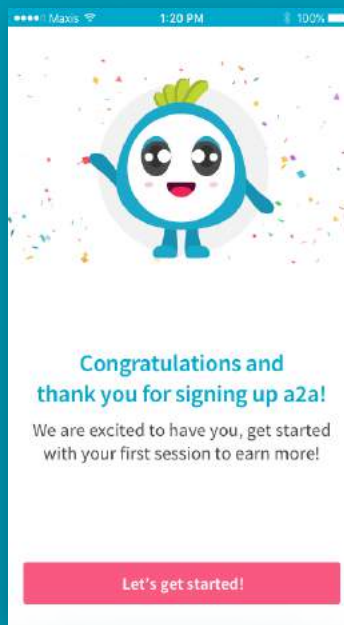 Maxis 1:20 PM 100%
Congratulations and
thank you for signing up a2a!
We are excited to have you, get started
with your first session to earn more!
Let's get started!